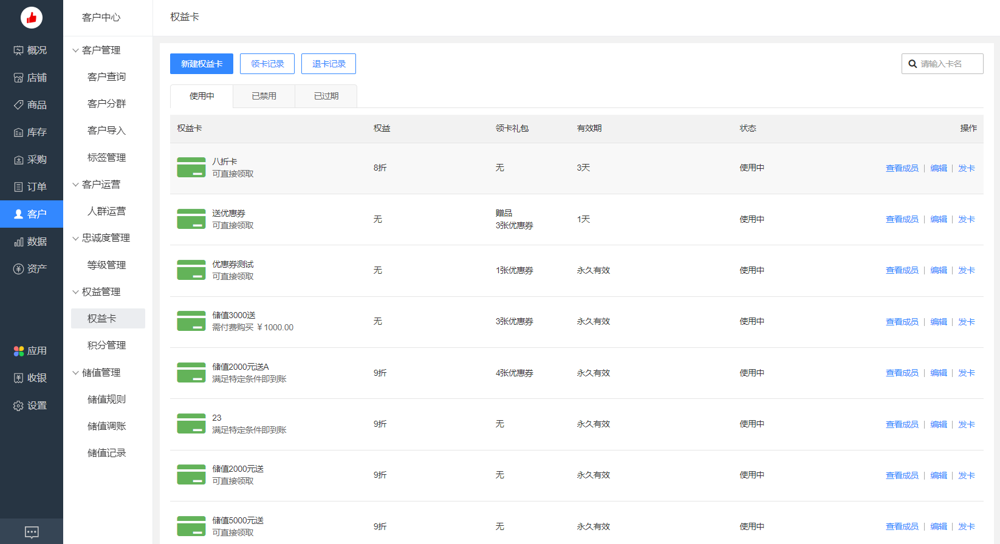 概况
店铺
商品
库存
采购
订单
客户
数据
资产
应用
收银
设置
客户中心
客户管理
客户查询
客户分群
客户导入
标签管理
客户运营
人群运营
忠诚度管理
等级管理
权益管理
权益卡
积分管理
储值管理
储值规则
储值调账
储值记录
权益卡
新建权益卡 领卡记录 退卡记录 请输入卡名
使用中 已禁用 已过期
权益卡 权益 领卡礼包 有效期 状态 操作
八折卡
可直接领取
8折 无 3天 使用中 查看成员 | 编辑 | 发卡
送优惠券
可直接领取
无
赠品
3张优惠券
1天 使用中 查看成员 | 编辑 | 发卡
优惠券测试
可直接领取
无 1张优惠券 永久有效 使用中 查看成员 | 编辑 | 发卡
储值3000送
需付费购买 ￥1000.00
无 3张优惠券 永久有效 使用中 查看成员 | 编辑 | 发卡
储值2000元送A
满足特定条件即到账
9折 4张优惠券 永久有效 使用中 查看成员 | 编辑 | 发卡
23
满足特定条件即到账
9折 无 永久有效 使用中 查看成员 | 编辑 | 发卡
储值2000元送
可直接领取
9折 无 永久有效 使用中 查看成员 | 编辑 | 发卡
储值5000元送
可直接领取
9折 无 永久有效 使用中 查看成员 | 编辑 | 发卡